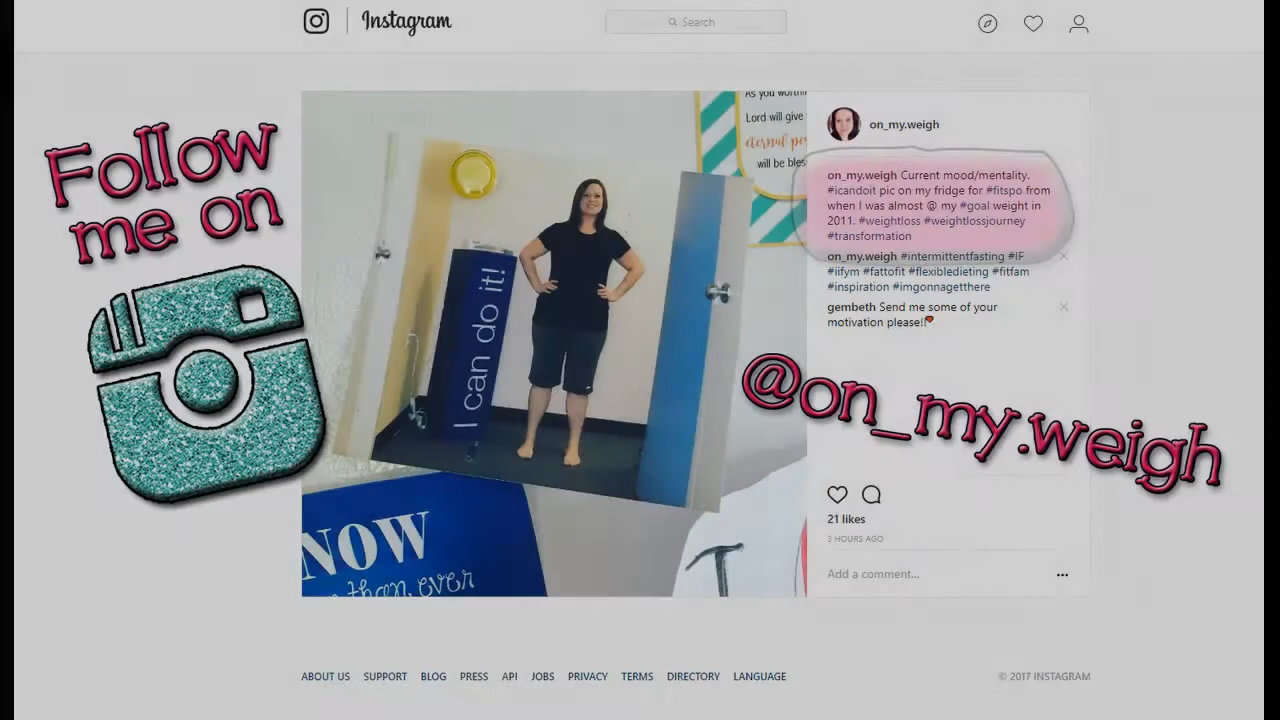 Instagram
Search
Follow
me on
As you worthi
Lord will give
eternal pe
will be bles
I can do it!
NOW
than ever
on_my.weigh
on_my.weigh Current mood/mentality.
#icandoit pic on my fridge for #fitspo from
when I was almost @ my #goal weight in
2011. #weightloss #weightlossjourney
#transformation
on_my.weigh #intermittentfasting #IF
#iifym #fattofit #flexibledieting #fitfam
#inspiration #imgonnagetthere
gembeth Send me some of your
motivation please!!
@on_my.weigh
21 likes
3 HOURS AGO
Add a comment...
ABOUT US SUPPORT BLOG PRESS API JOBS PRIVACY TERMS DIRECTORY LANGUAGE
© 2017 INSTAGRAM